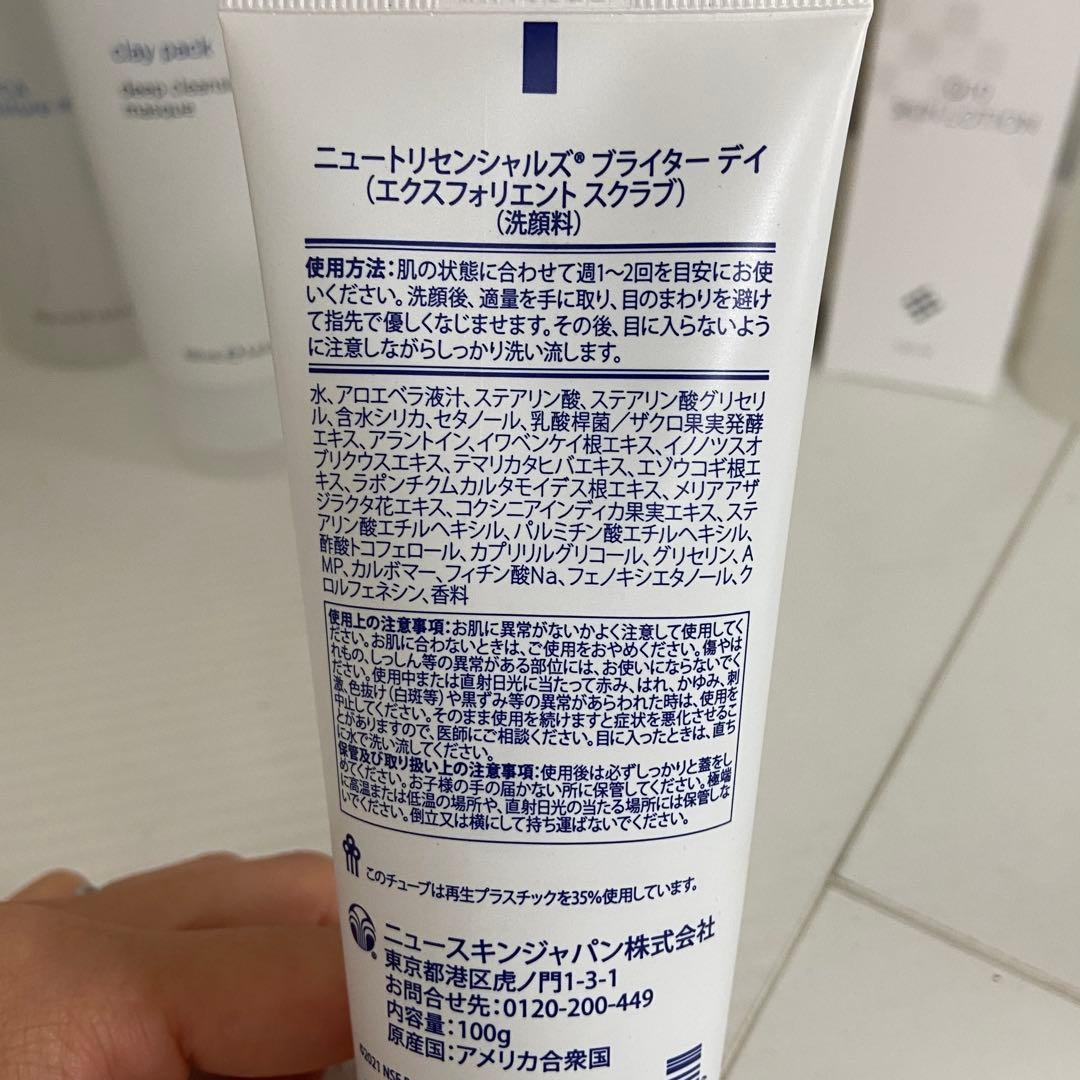 clay pack
deep cleansing
masque
ニュートリセンシャルズ® ブライター デイ
（エクスフォリエント スクラブ）
（洗顔料）
使用方法：肌の状態に合わせて週1～2回を目安にお使
いください。洗顔後、適量を手に取り、目のまわりを避け
て指先で優しくなじませます。その後、目に入らないよう
に注意しながらしっかり洗い流します。
水、アロエベラ液汁、ステアリン酸、ステアリン酸グリセリ
ル、含水シリカ、セタノール、乳酸桿菌／ザクロ果実発酵
エキス、アラントイン、イワベンケイ根エキス、イノノツスオ
ブリクウスエキス、テマリカタヒバエキス、エゾウコギ根エ
キス、ラポンチクムカルタモイデス根エキス、メリアアザ
ジラクタ花エキス、コクシニアインディカ果実エキス、ステ
アリン酸エチルヘキシル、パルミチン酸エチルヘキシル、
酢酸トコフェロール、カプリリルグリコール、グリセリン、A
MP、カルボマー、フィチン酸Na、フェノキシエタノール、ク
ロルフェネシン、香料
使用上の注意事項：お肌に異常がないかよく注意して使用してく
ださい。お肌に合わないときは、ご使用をおやめください。傷やは
れもの、しっしん等の異常がある部位には、お使いにならないでく
ださい。使用中または直射日光に当たって赤み、はれ、かゆみ、刺
激、色抜け（白斑等）や黒ずみ等の異常があらわれた時は、使用を
中止してください。そのまま使用を続けますと症状を悪化させるこ
とがありますので、医師にご相談ください。目に入ったときは、直ち
に水で洗い流してください。
保管及び取り扱い上の注意事項：使用後は必ずしっかりと蓋をし
めてください。お子様の手の届かない所に保管してください。極端
に高温または低温の場所や、直射日光の当たる場所には保管しな
いでください。倒立又は横にして持ち運ばないでください。
このチューブは再生プラスチックを35%使用しています。
ニュースキンジャパン株式会社
東京都港区虎ノ門1-3-1
お問合せ先：0120-200-449
内容量：100g
原産国：アメリカ合衆国
©2021 NSE